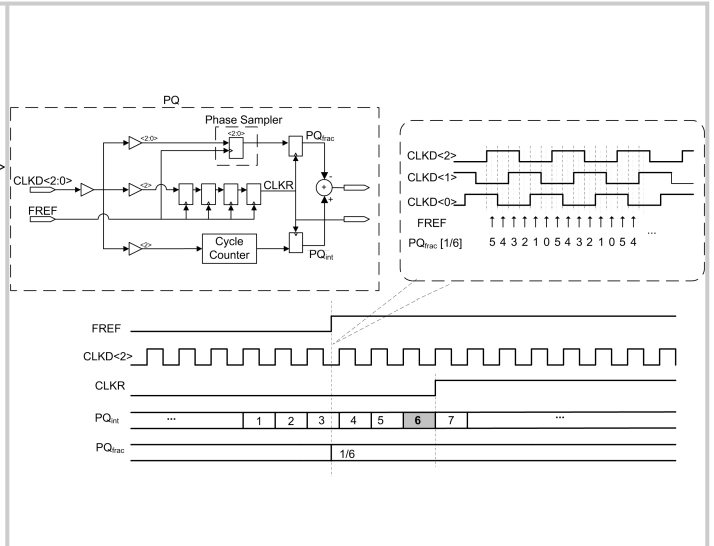 PQ
Phase Sampler
<2:0>
<2:0>
PQfrac
CLKD<2:0>
<2>
CLKR
-
+
+
FREF
<2>
Cycle
Counter
PQint
>
CLKD<2>
CLKD<1>
CLKD<0>
FREF
PQfrac [1/6] 5 4 3 2 1 0 5 4 3 2 1 0 5 4 ...
FREF
CLKD<2>
CLKR
PQint ... 1 2 3 4 5 6 7 ...
PQfrac 1/6